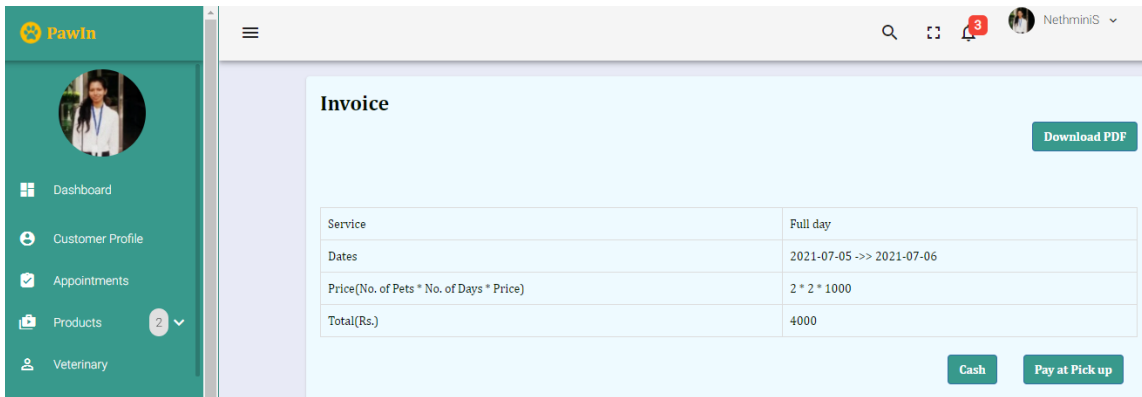 PawIn
3
NethminiS
Invoice
Download PDF
Dashboard
Customer Profile
Appointments
Products 2
Veterinary
Service Full day
Dates 2021-07-05 ->> 2021-07-06
Price(No. of Pets * No. of Days * Price) 2 * 2 * 1000
Total(Rs.) 4000
Cash Pay at Pick up